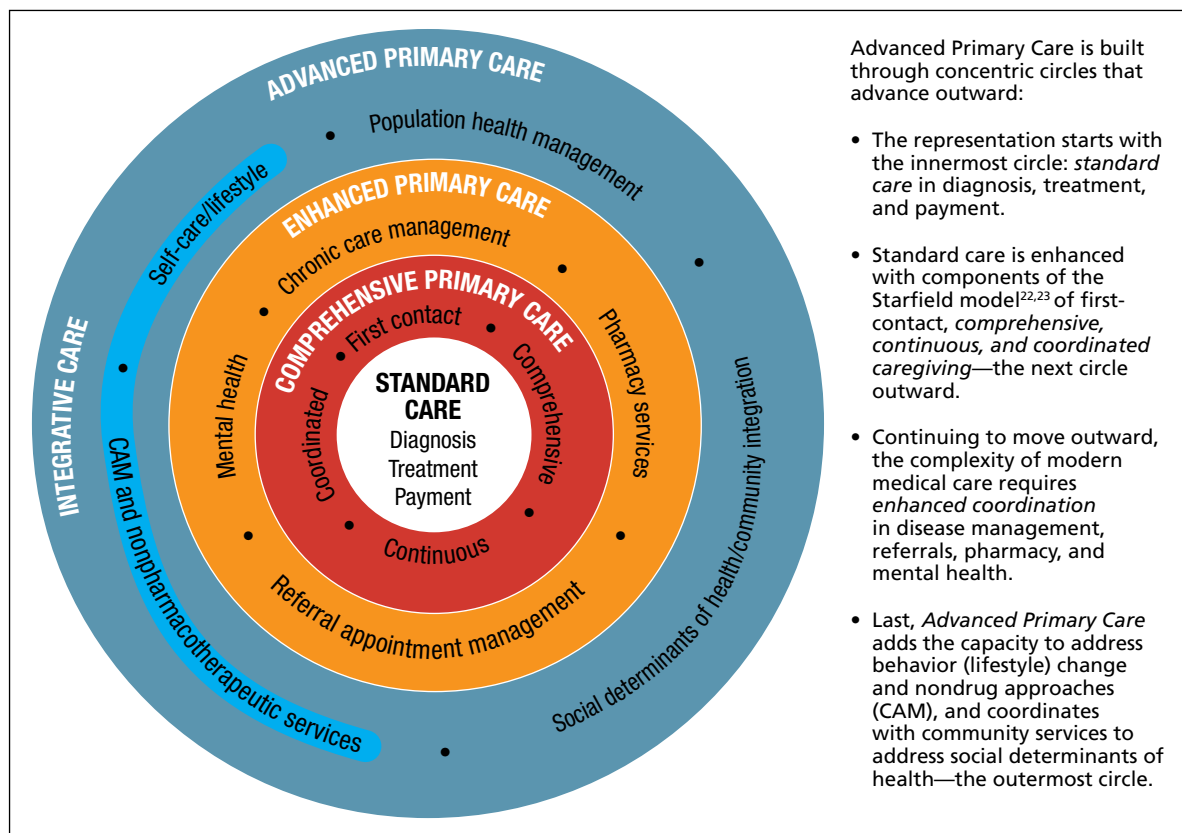 ADVANCED PRIMARY CARE
Population health management
Self-care/lifestyle
INTEGRATIVE CARE
CAM and nonpharmacotherapeutic services
Social determinants of health/community integration
ENHANCED PRIMARY CARE
Chronic care management
Mental health
Pharmacy services
Referral appointment management
COMPREHENSIVE PRIMARY CARE
First contact
Coordinated
Comprehensive
Continuous
STANDARD
CARE
Diagnosis
Treatment
Payment
Advanced Primary Care is built
through concentric circles that
advance outward:
• The representation starts with
the innermost circle: standard
care in diagnosis, treatment,
and payment.
• Standard care is enhanced
with components of the
Starfield model22,23 of first-
contact, comprehensive,
continuous, and coordinated
caregiving—the next circle
outward.
• Continuing to move outward,
the complexity of modern
medical care requires
enhanced coordination
in disease management,
referrals, pharmacy, and
mental health.
• Last, Advanced Primary Care
adds the capacity to address
behavior (lifestyle) change
and nondrug approaches
(CAM), and coordinates
with community services to
address social determinants of
health—the outermost circle.